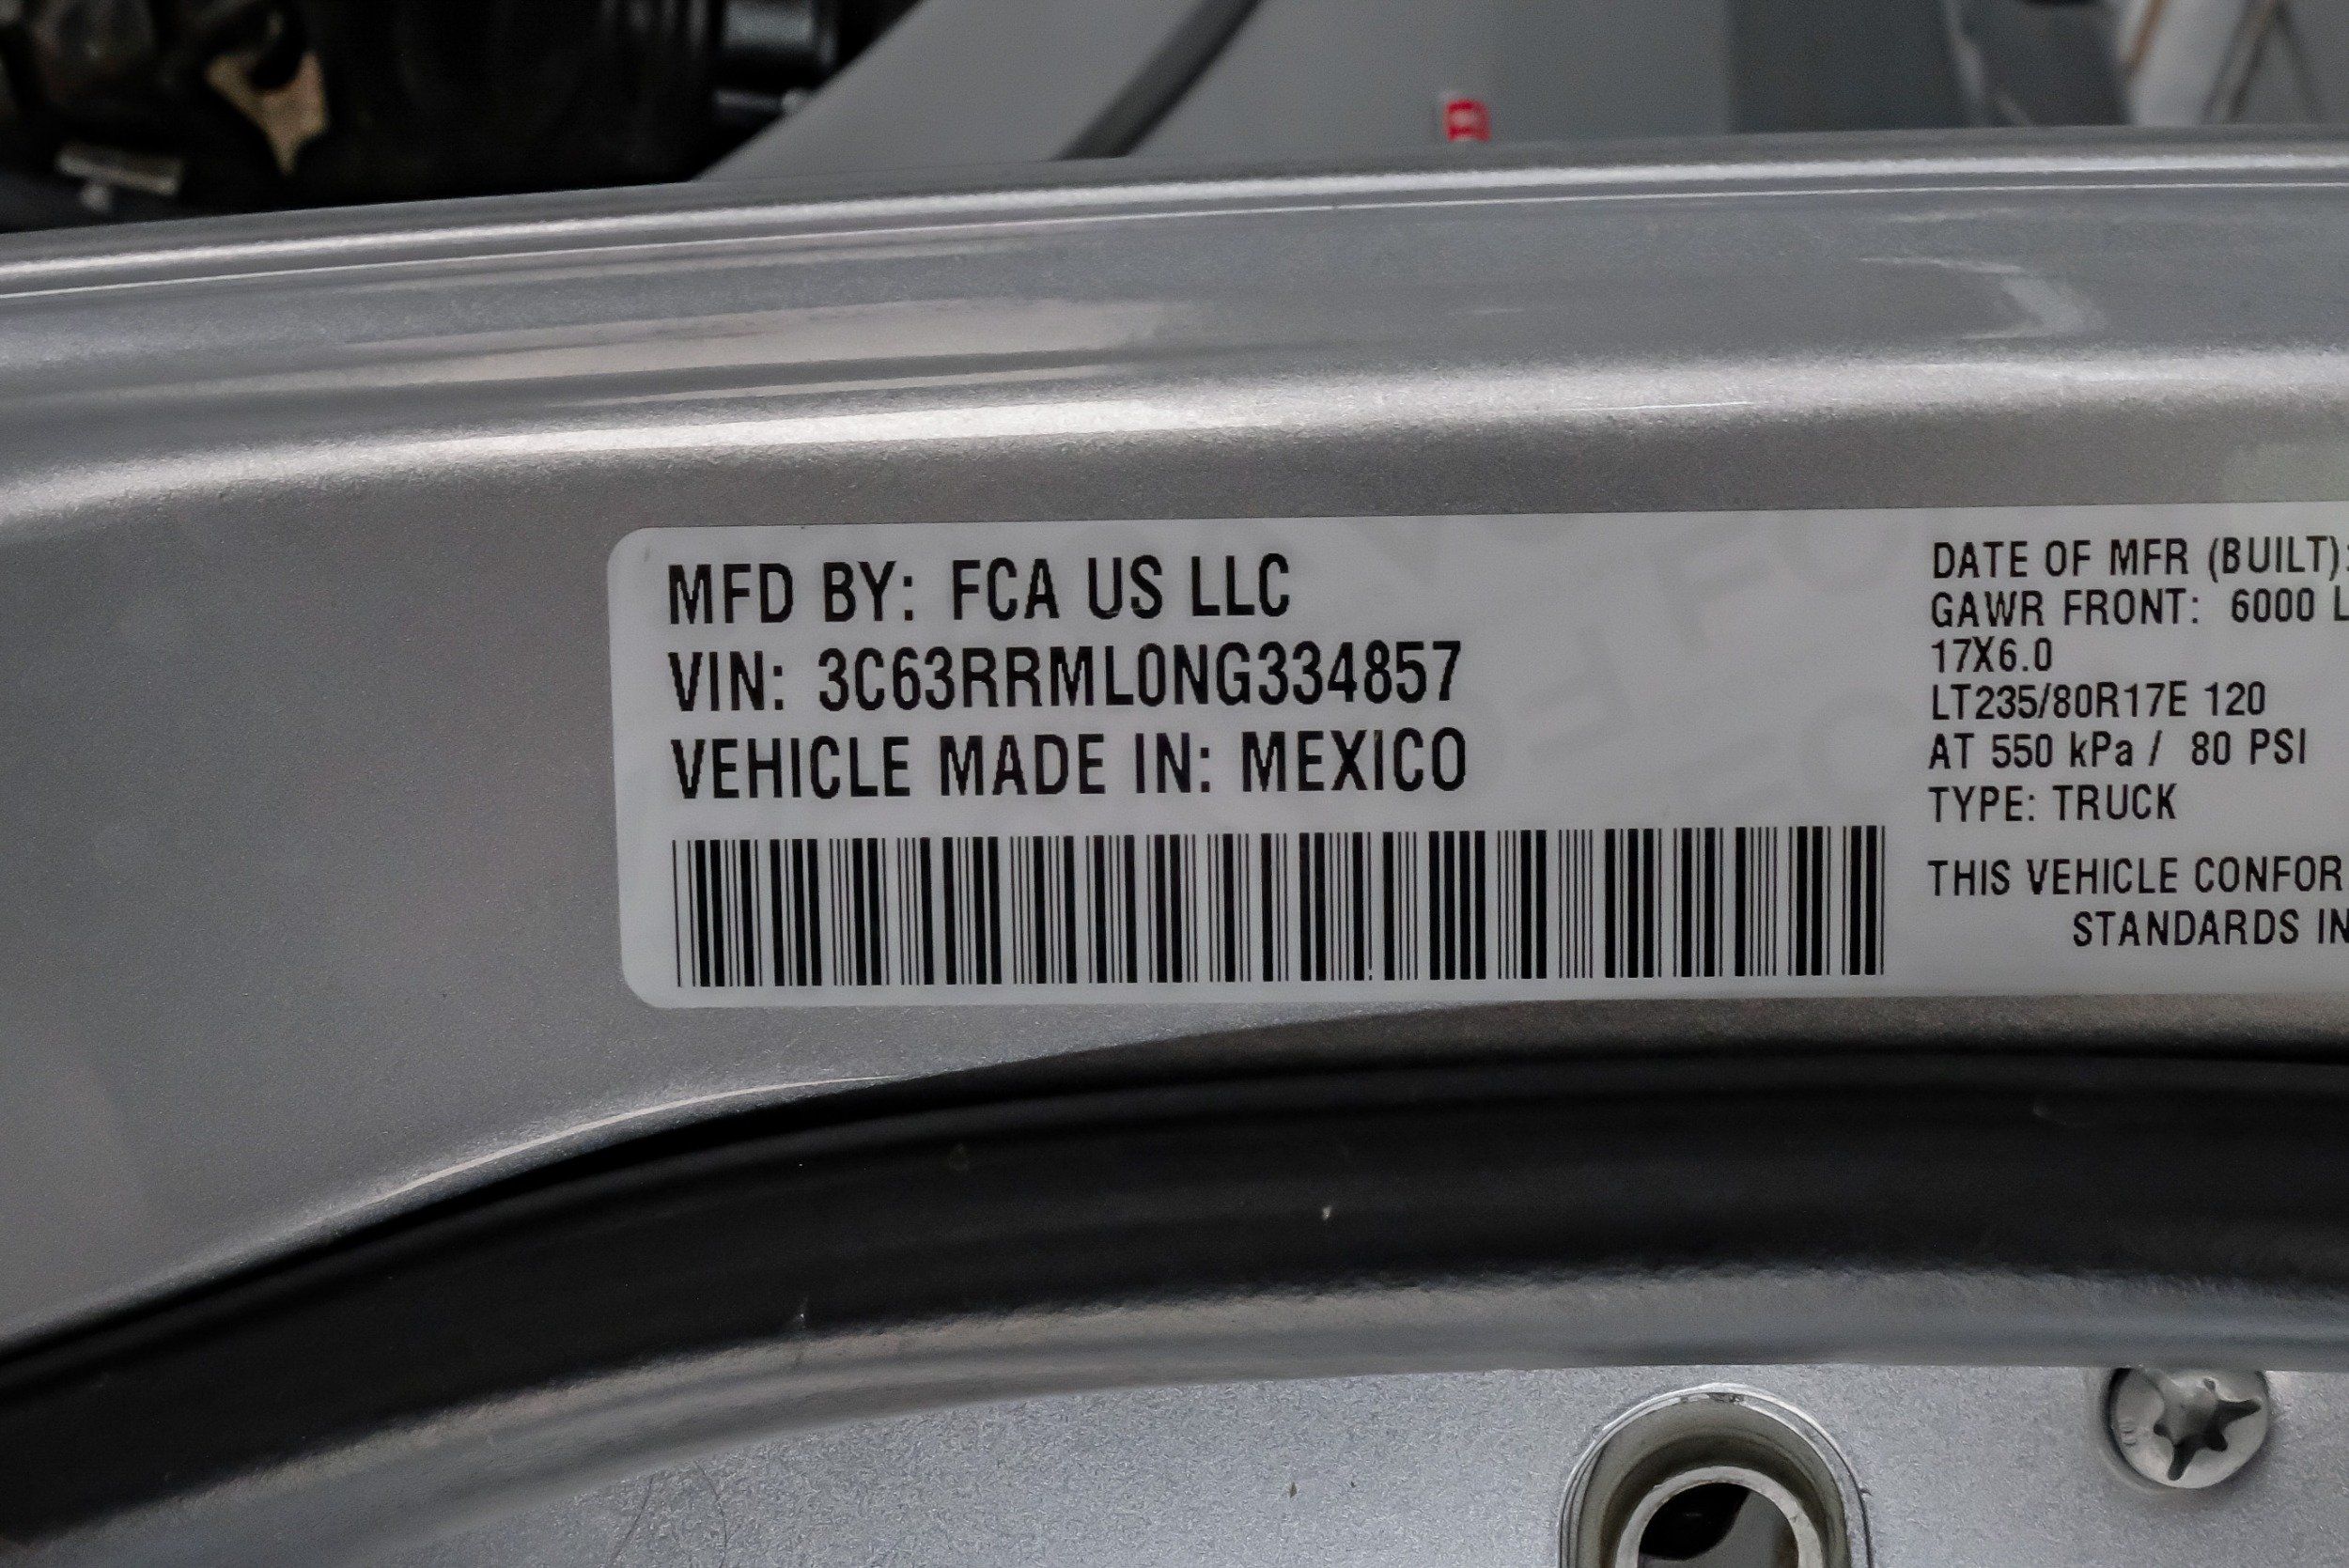 MFD BY: FCA US LLC
VIN: 3C63RRML0NG334857
VEHICLE MADE IN: MEXICO
DATE OF MFR (BUILT):
GAWR FRONT: 6000 L
17X6.0
LT235/80R17E 120
AT 550 kPa / 80 PSI
TYPE: TRUCK
THIS VEHICLE CONFOR
STANDARDS IN